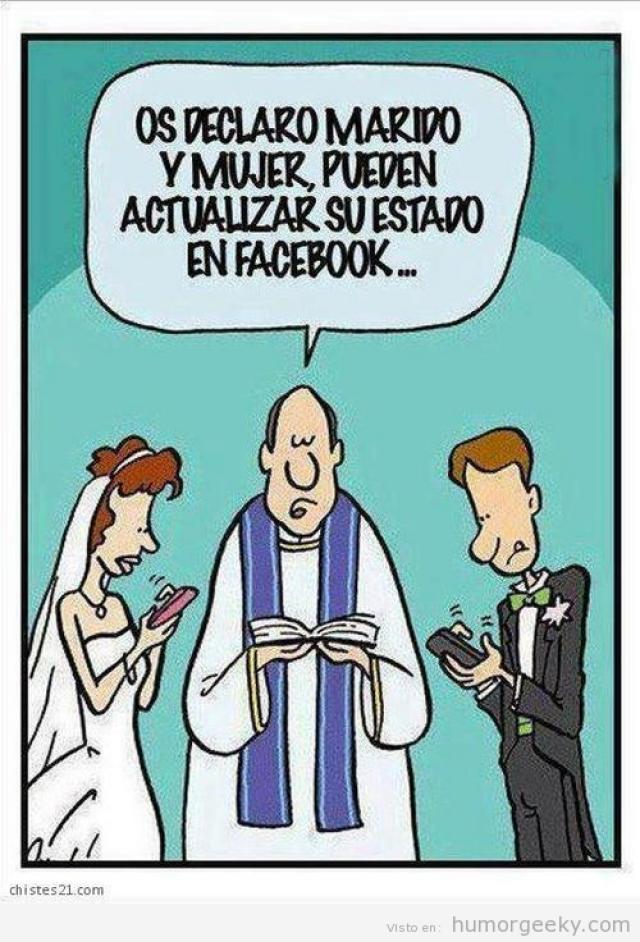 OS DECLARO MARIDO
Y MUJER, PUEDEN
ACTUALIZAR SU ESTADO
EN FACEBOOK...
chistes21.com
Visto en: humorgeeky.com